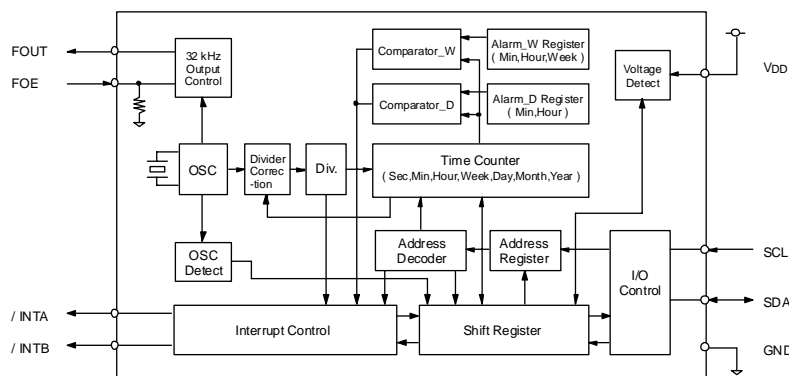 FOUT
FOE
32 kHz
Output
Control
Comparator_W
Alarm_W Register
( Min,Hour,Week)
Comparator_D
Alarm_D Register
( Min,Hour )
Voltage
Detect
VDD
OSC
Divider
Correc
-tion
Div.
Time Counter
( Sec,Min,Hour,Week,Day,Month,Year)
OSC
Detect
Address
Decoder
Address
Register
I/O
Control
SCL
SDA
GND
/ INTA
/ INTB
Interrupt Control
Shift Register